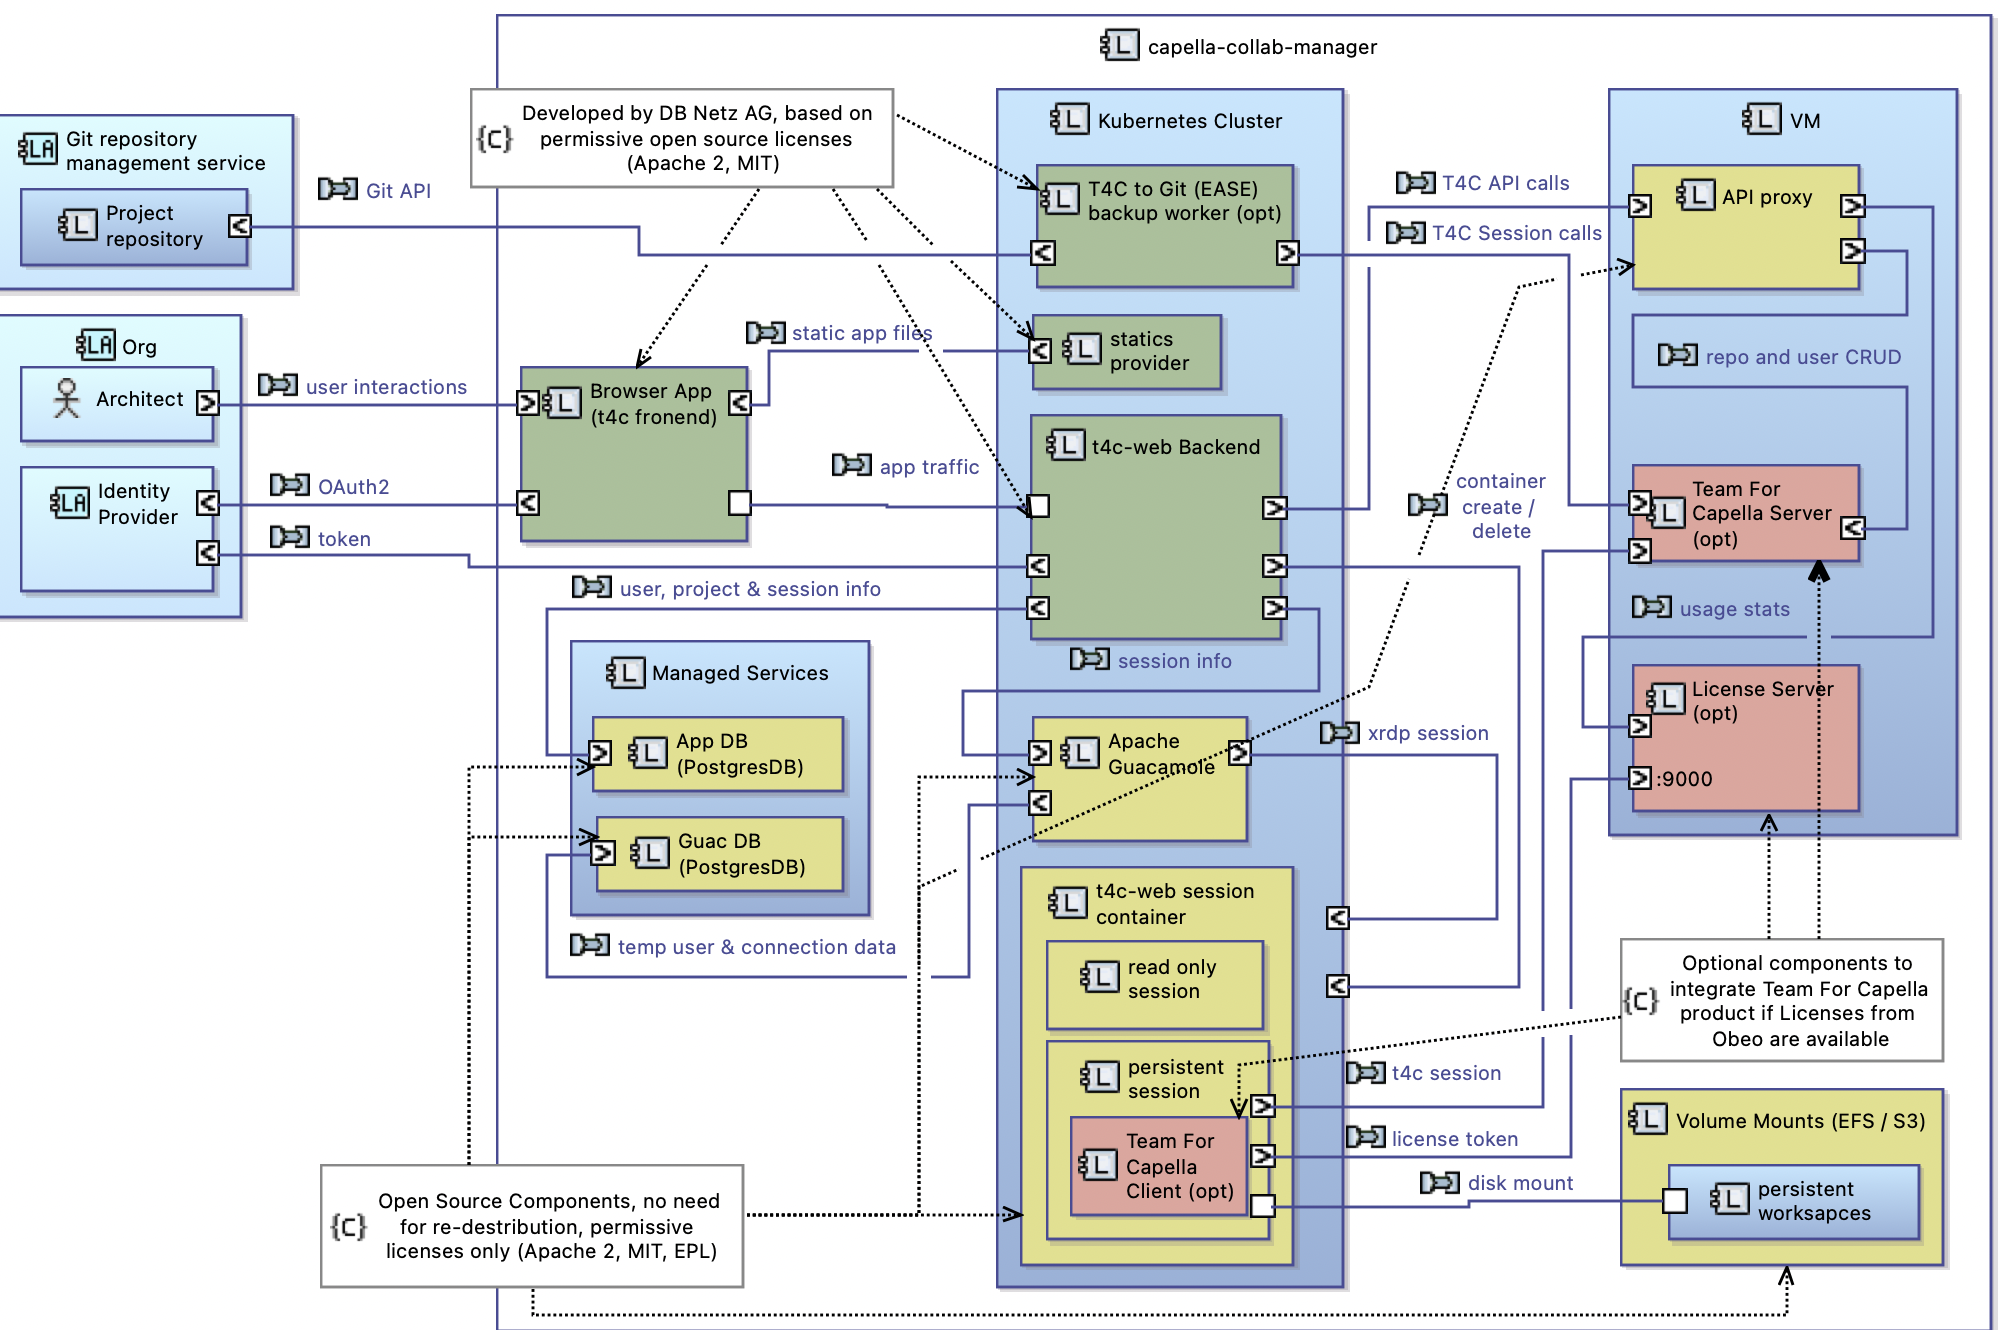 capella-collab-manager
Developed by DB Netz AG, based on
permissive open source licenses
(Apache 2, MIT)
{C}
Git repository
management service
LA
Project
repository
L
Git API
Org
LA
Architect
user interactions
Identity
Provider
LA
OAuth2
token
Browser App
(t4c fronend)
L
static app files
app traffic
user, project & session info
Managed Services
L
App DB
(PostgresDB)
L
Guac DB
(PostgresDB)
L
temp user & connection data
Kubernetes Cluster
L
T4C to Git (EASE)
backup worker (opt)
L
statics
provider
L
t4c-web Backend
L
session info
Apache
Guacamole
L
t4c-web session
container
L
read only
session
L
persistent
session
L
Team For
Capella
Client (opt)
L
T4C API calls
T4C Session calls
container
create /
delete
xrdp session
t4c session
license token
disk mount
VM
L
API proxy
L
repo and user CRUD
Team For
Capella Server
(opt)
L
usage stats
License Server
(opt)
L
:9000
Optional components to
integrate Team For Capella
product if Licenses from
Obeo are available
{C}
Volume Mounts (EFS / S3)
L
persistent
worksapces
L
Open Source Components, no need
for re-destribution, permissive
licenses only (Apache 2, MIT, EPL)
{C}